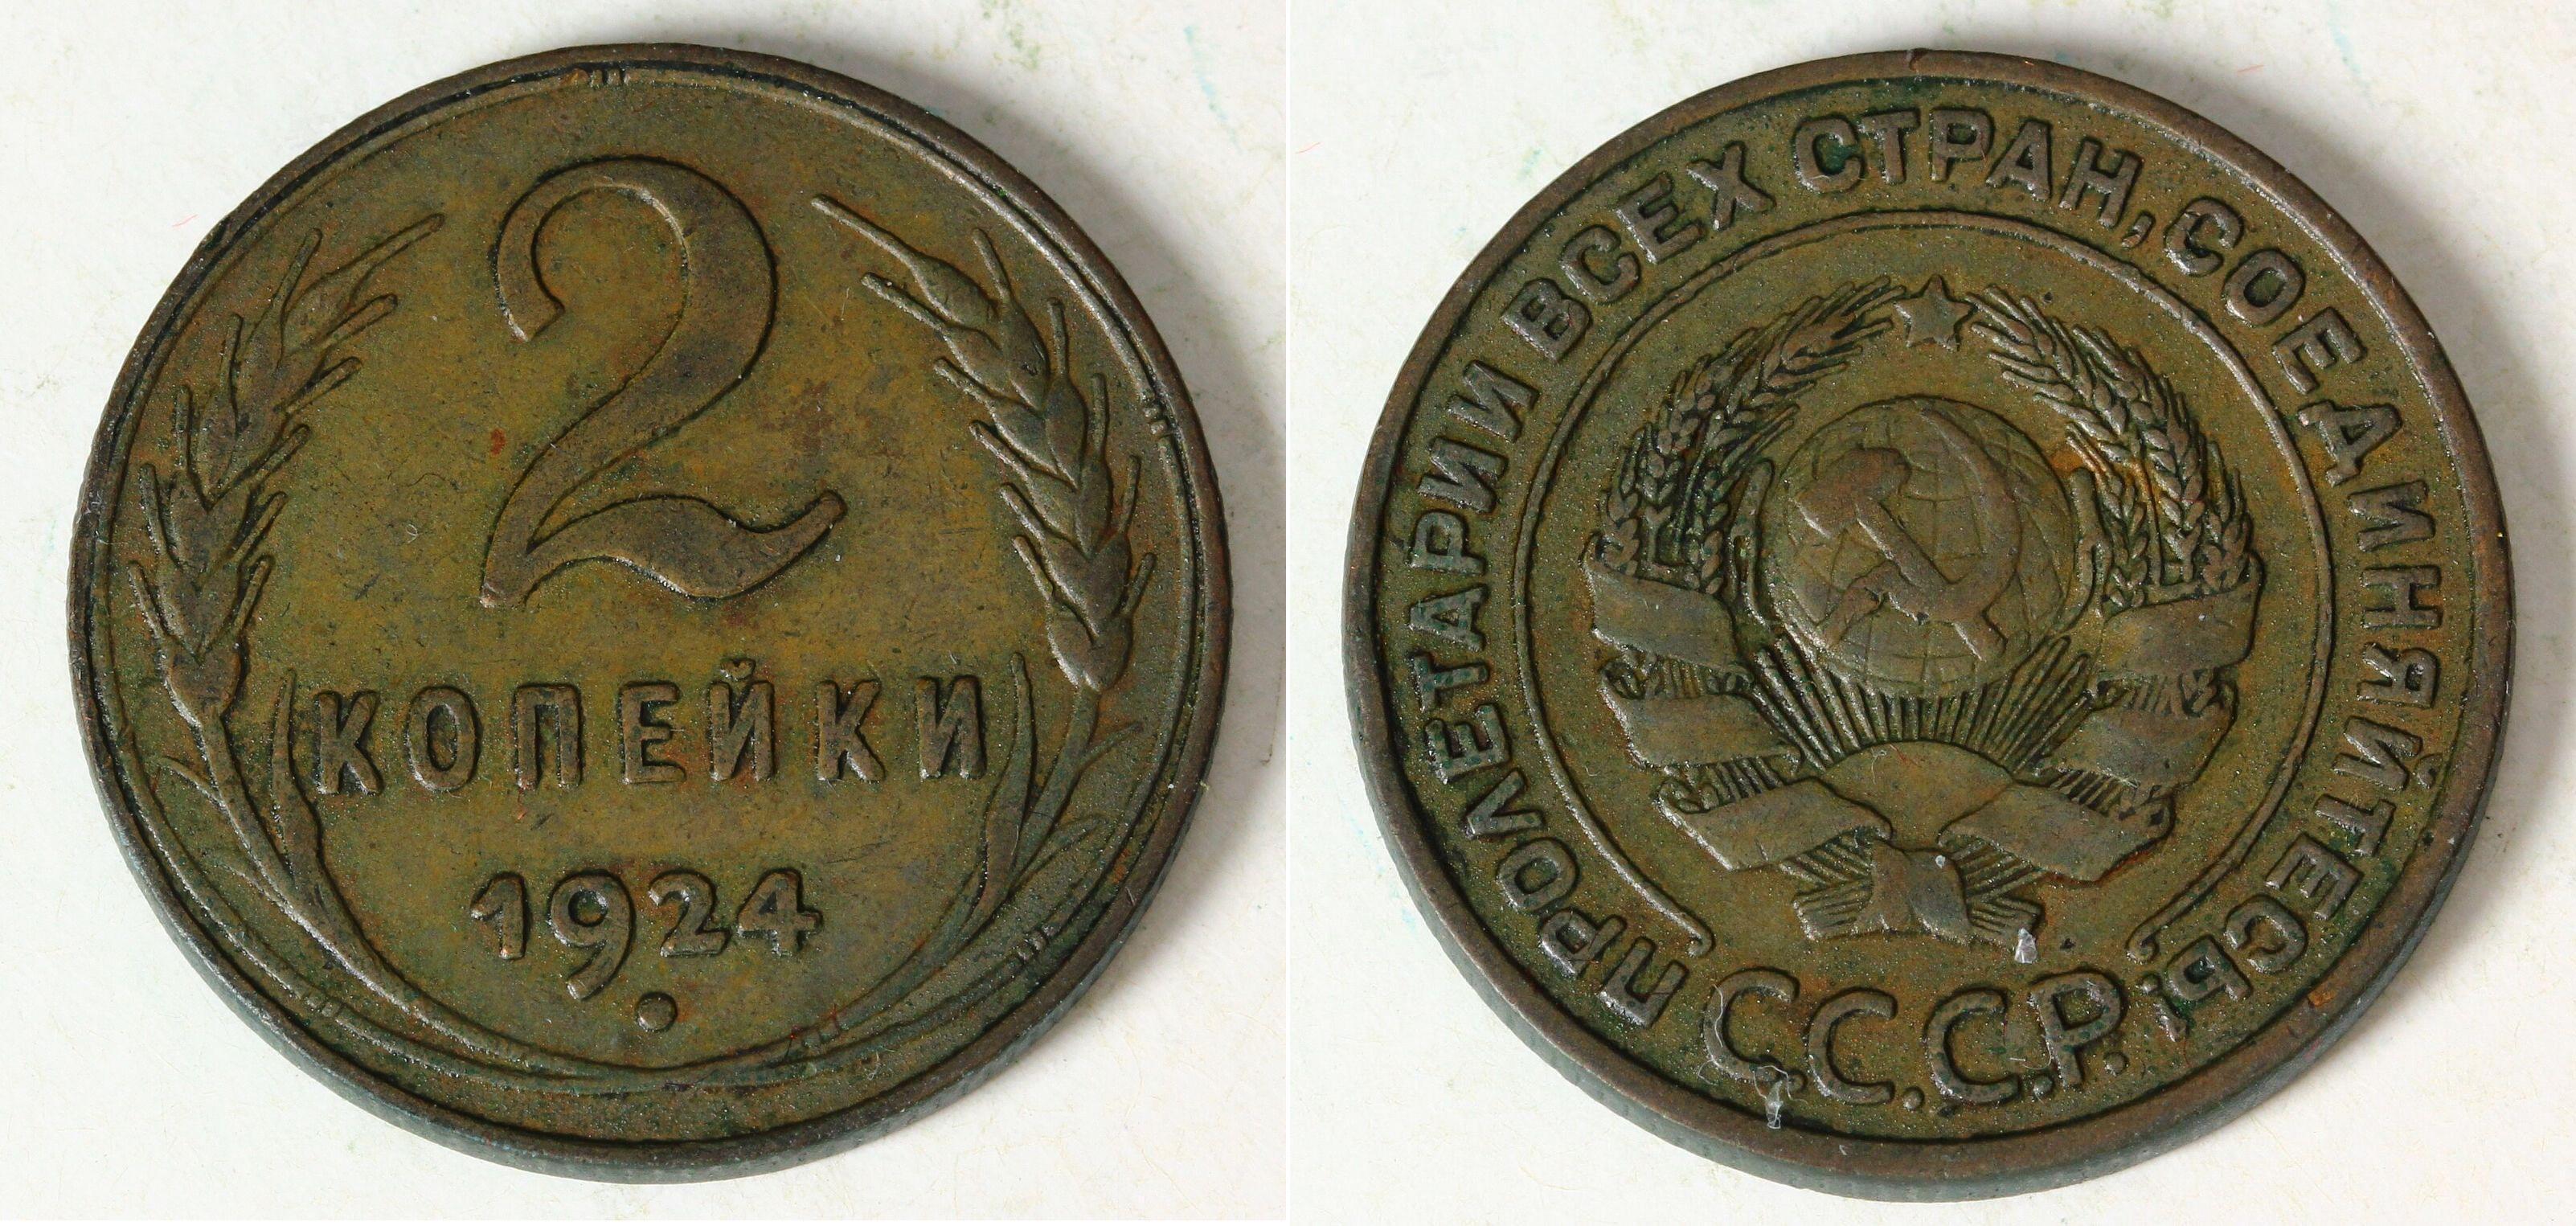 2
КОПЕЙКИ
1924
ПРОЛЕТАРИИ ВСЕХ СТРАН, СОЕДИНЯЙТЕСЬ!
С.С.С.Р.